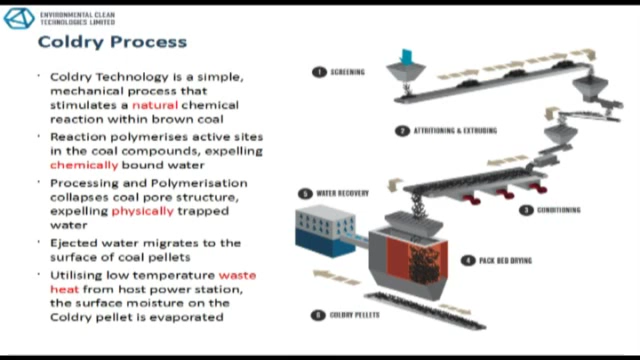 ENVIRONMENTAL CLEAN
TECHNOLOGIES LIMITED
Coldry Process
· Coldry Technology is a simple,
mechanical process that
stimulates a natural chemical
reaction within brown coal
· Reaction polymerises active sites
in the coal compounds, expelling
chemically bound water
· Processing and Polymerisation
collapses coal pore structure,
expelling physically trapped
water
· Ejected water migrates to the
surface of coal pellets
· Utilising low temperature waste
heat from host power station,
the surface moisture on the
Coldry pellet is evaporated
1 SCREENING
2 ATTRITIONING & EXTRUDING
5 WATER RECOVERY
3 CONDITIONING
4 PACK BED DRYING
6 COLDRY PELLETS